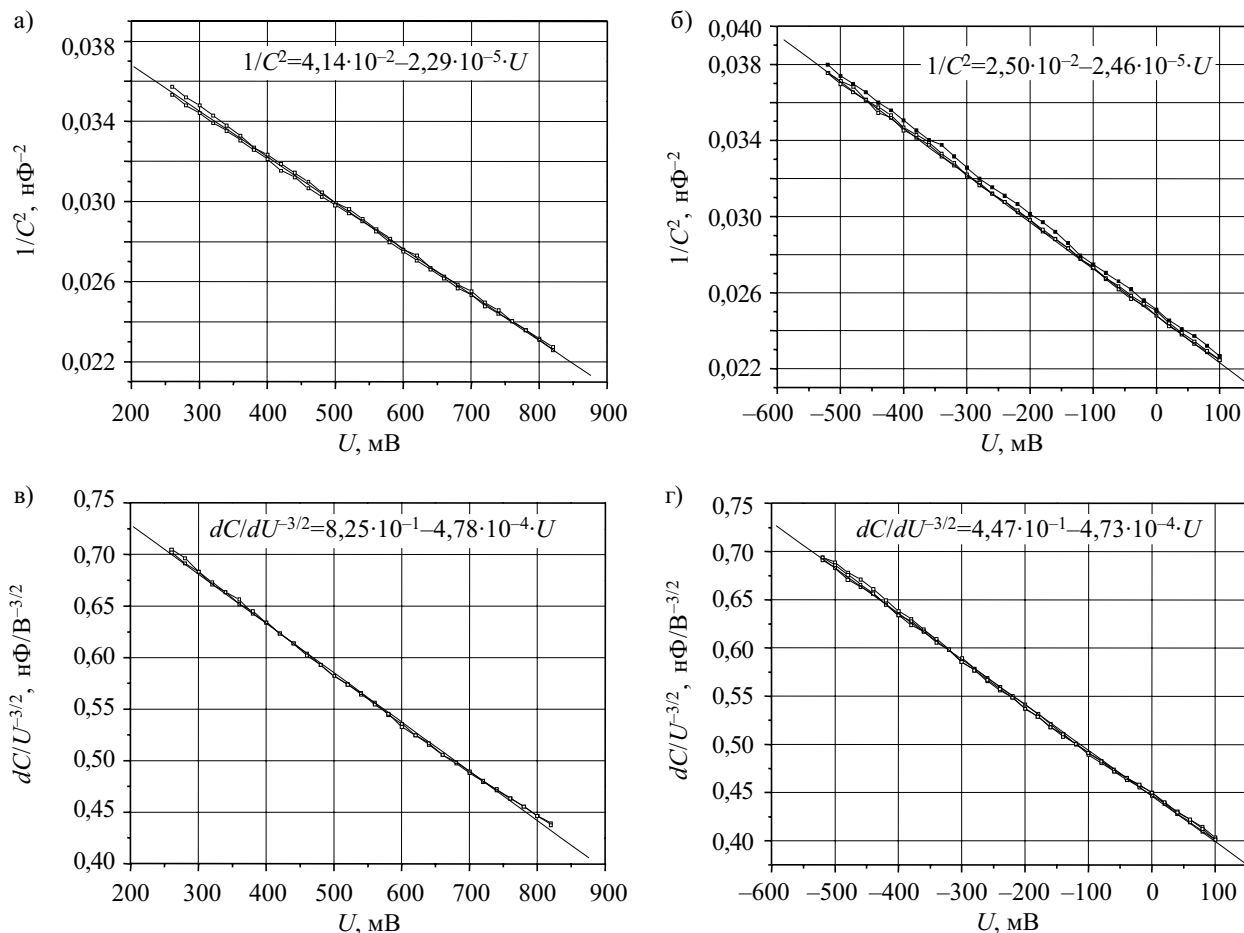 а)
1/C²=4,14·10⁻²–2,29·10⁻⁵·U
0,038
0,034
0,030
0,026
0,022
1/C², нФ⁻²
200 300 400 500 600 700 800 900
U, мВ
б)
1/C²=2,50·10⁻²–2,46·10⁻⁵·U
0,040
0,038
0,036
0,034
0,032
0,030
0,028
0,026
0,024
0,022
1/C², нФ⁻²
–600 –500 –400 –300 –200 –100 0 100
U, мВ
в)
dC/dU⁻³/²=8,25·10⁻¹–4,78·10⁻⁴·U
0,75
0,70
0,65
0,60
0,55
0,50
0,45
0,40
dC/U⁻³/², нФ/В⁻³/²
200 300 400 500 600 700 800 900
U, мВ
г)
dC/dU⁻³/²=4,47·10⁻¹–4,73·10⁻⁴·U
0,75
0,70
0,65
0,60
0,55
0,50
0,45
0,40
dC/U⁻³/², нФ/В⁻³/²
–600 –500 –400 –300 –200 –100 0 100
U, мВ